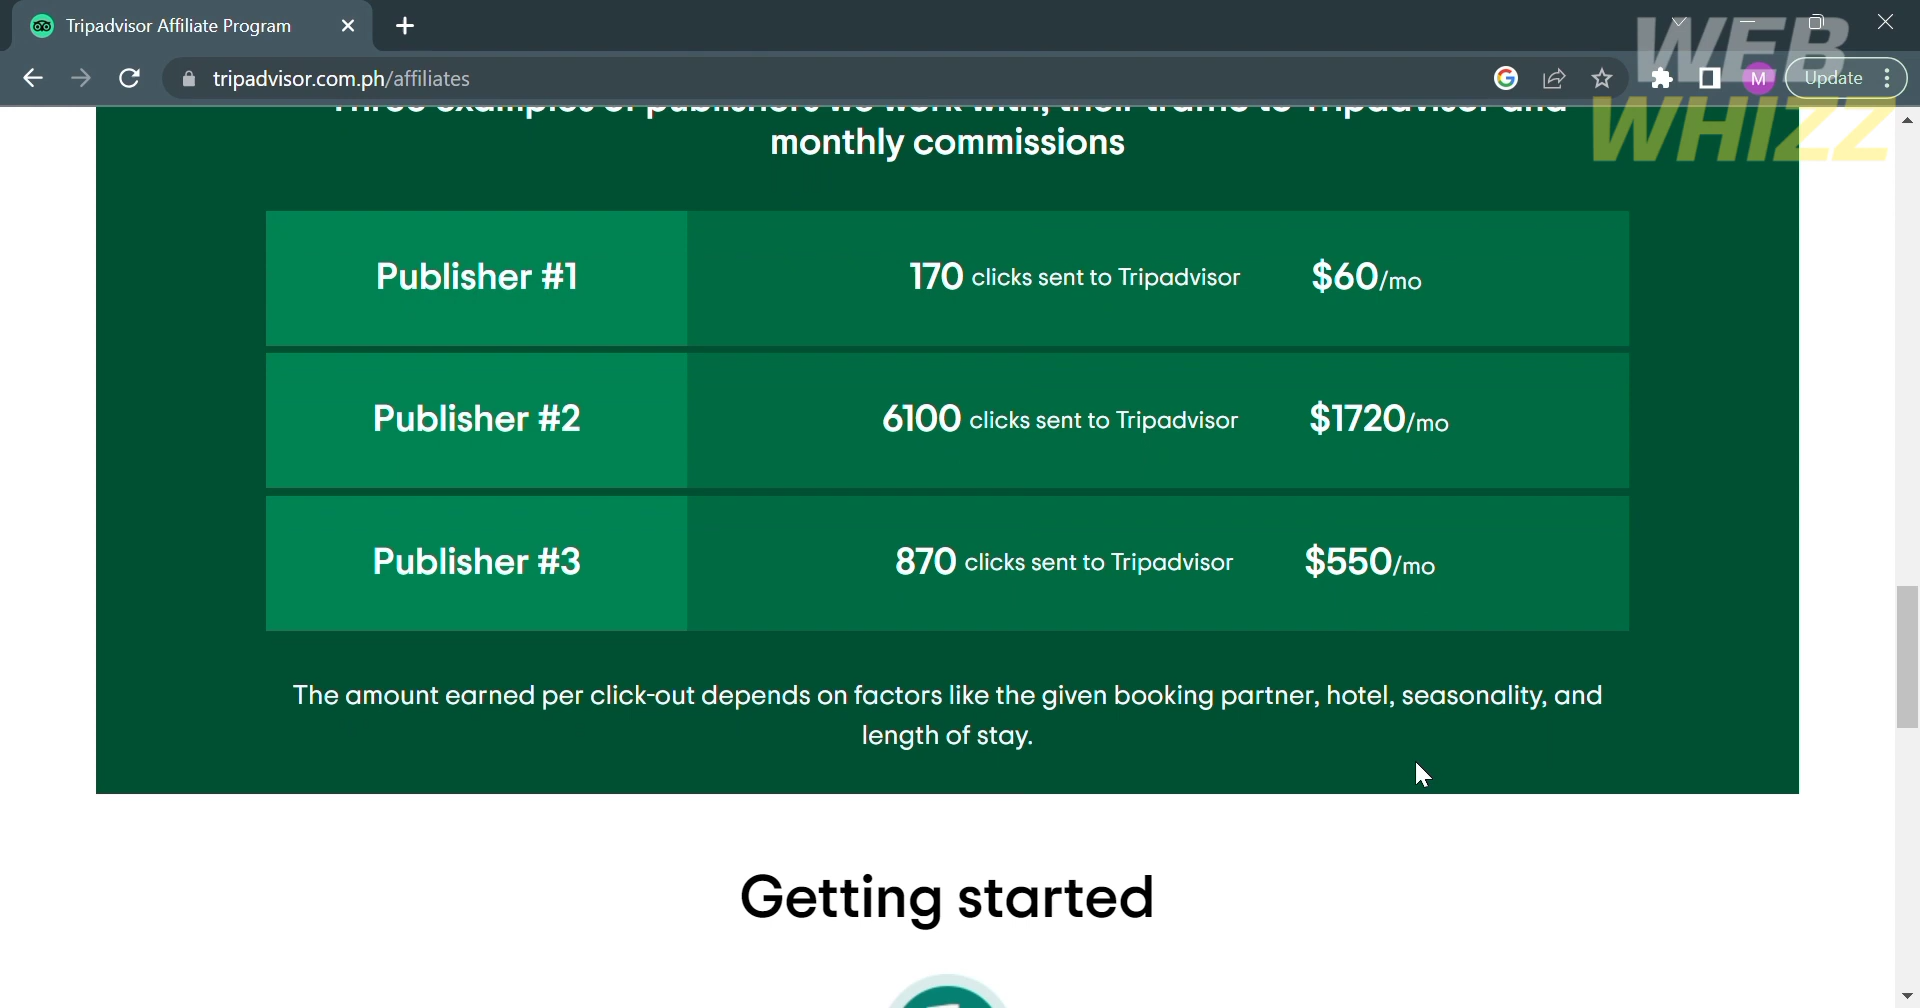 Tripadvisor Affiliate Program
WEB
tripadvisor.com.ph/affiliates
M
Update
WHIZZ
Three examples of publishers we work with, their traffic to Tripadvisor and
monthly commissions
Publisher #1
170 clicks sent to Tripadvisor
$60/mo
Publisher #2
6100 clicks sent to Tripadvisor
$1720/mo
Publisher #3
870 clicks sent to Tripadvisor
$550/mo
The amount earned per click-out depends on factors like the given booking partner, hotel, seasonality, and
length of stay.
Getting started